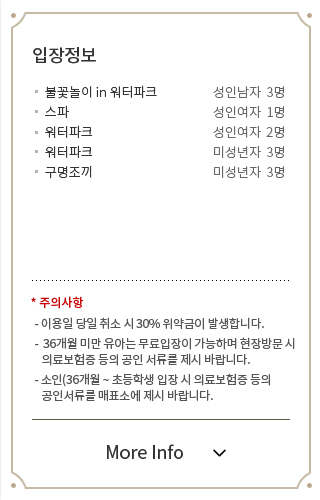 입장정보
불꽃놀이 in 워터파크 성인남자 3명
스파 성인여자 1명
워터파크 성인여자 2명
워터파크 미성년자 3명
구명조끼 미성년자 3명
* 주의사항
- 이용일 당일 취소 시 30% 위약금이 발생합니다.
- 36개월 미만 유아는 무료입장이 가능하며 현장방문 시
의료보험증 등의 공인 서류를 제시 바랍니다.
- 소인(36개월 ~ 초등학생 입장 시 의료보험증 등의
공인서류를 매표소에 제시 바랍니다.
More Info